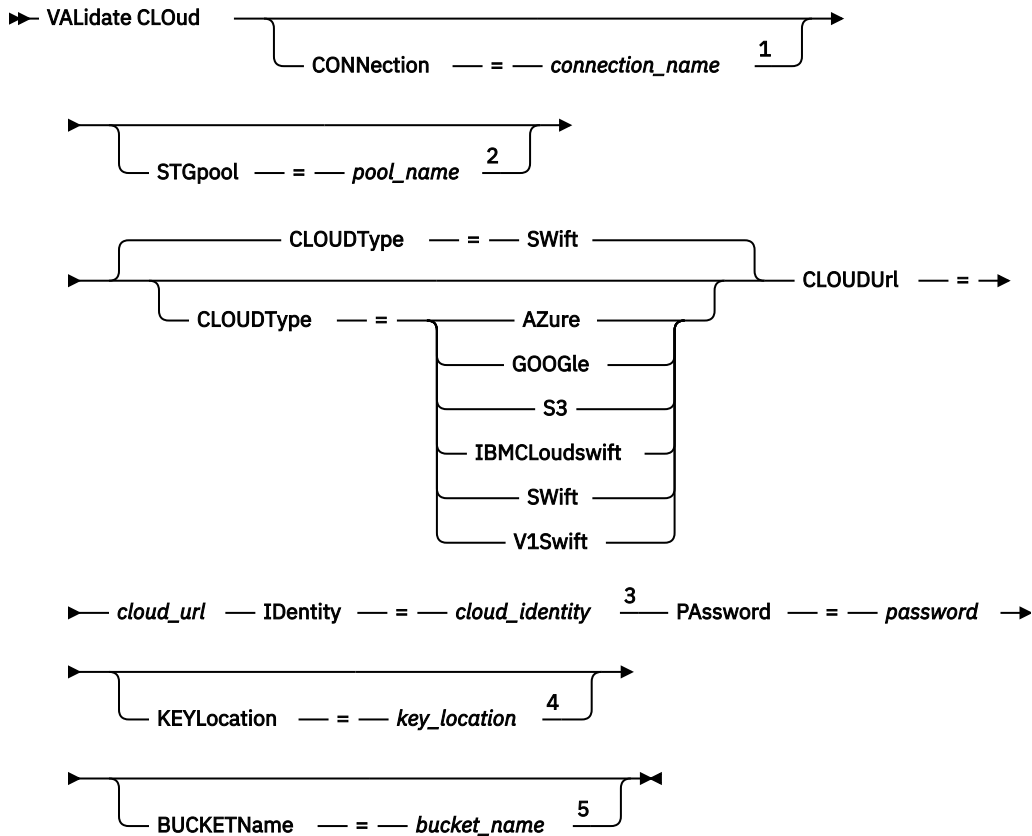 VALidate CLOud
CONNection = connection_name 1
STGpool = pool_name 2
CLOUDType = SWift
CLOUDUrl =
CLOUDType = AZure
GOOGle
S3
IBMCLoudswift
SWift
V1Swift
cloud_url IDentity = cloud_identity 3 PAssword = password
KEYLocation = key_location 4
BUCKETName = bucket_name 5